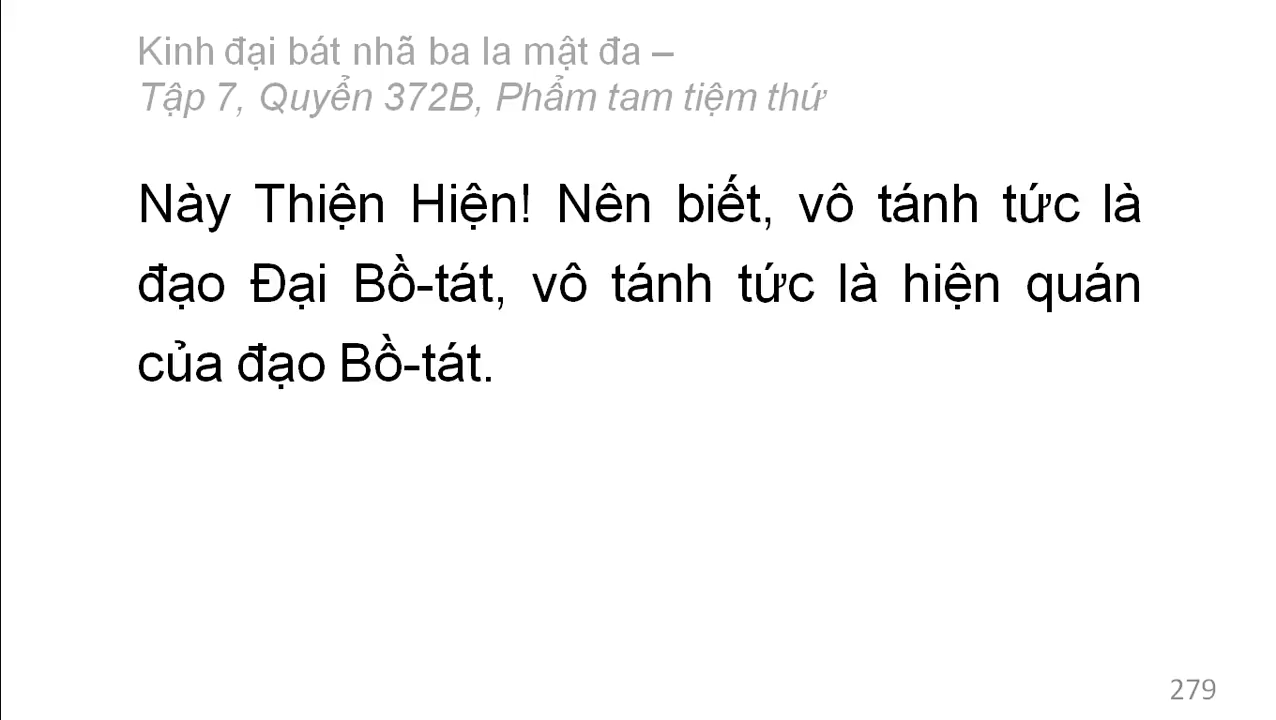 Kinh đại bát nhã ba la mật đa –
Tập 7, Quyển 372B, Phẩm tam tiệm thứ
Này Thiện Hiện! Nên biết, vô tánh tức là
đạo Đại Bồ-tát, vô tánh tức là hiện quán
của đạo Bồ-tát.
279